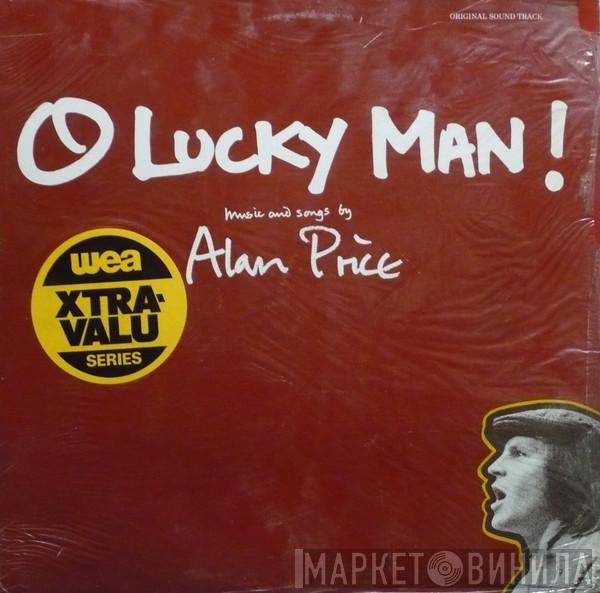 ORIGINAL SOUND TRACK
O LUCKY MAN!
music and songs by
Alan Price
wea
XTRA-
VALU
SERIES
МАРКЕТ ВИНИЛА